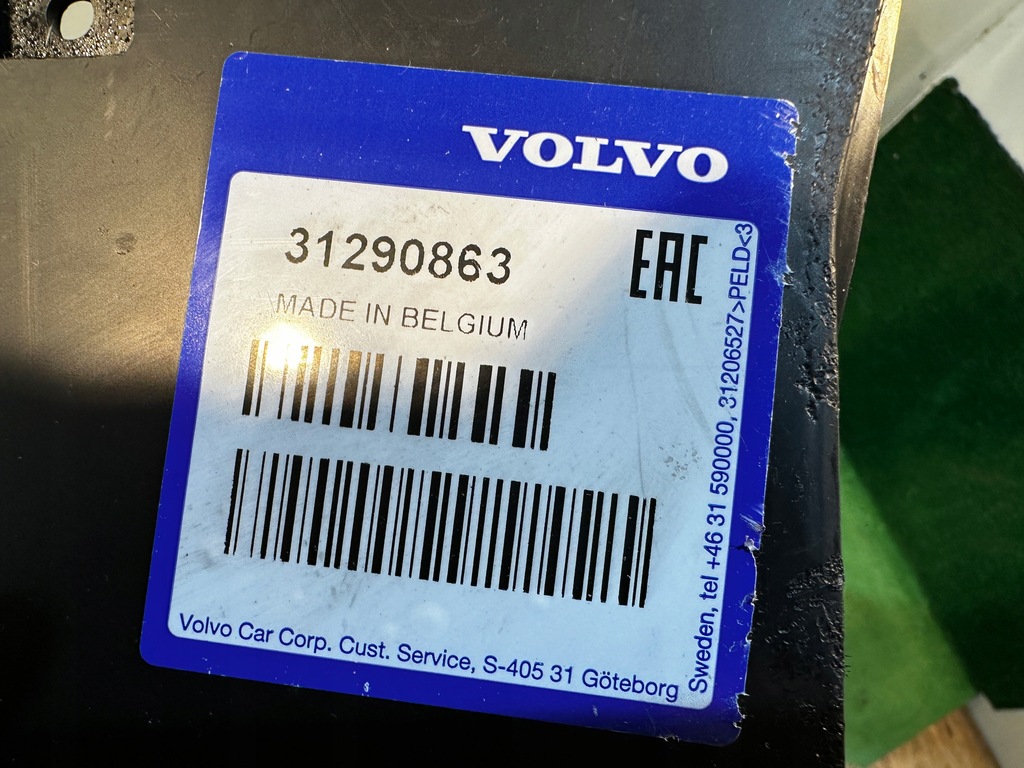 VOLVO
31290863
EAC
MADE IN BELGIUM
Volvo Car Corp. Cust. Service, S-405 31 Göteborg
Sweden, tel +46 31 590000, 31206527>PELD<3